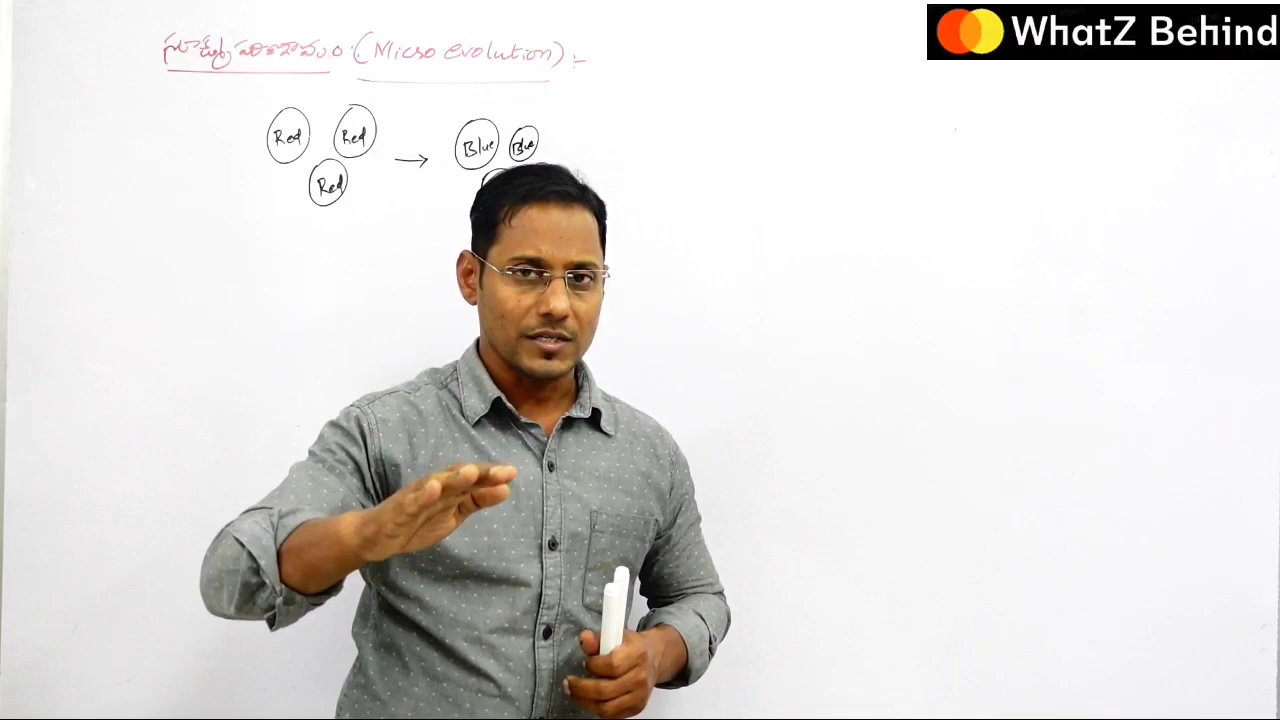 WhatZ Behind
సూక్ష్మ పరిణామం (Micro evolution) :-
Red Red → Blue Blue
Red